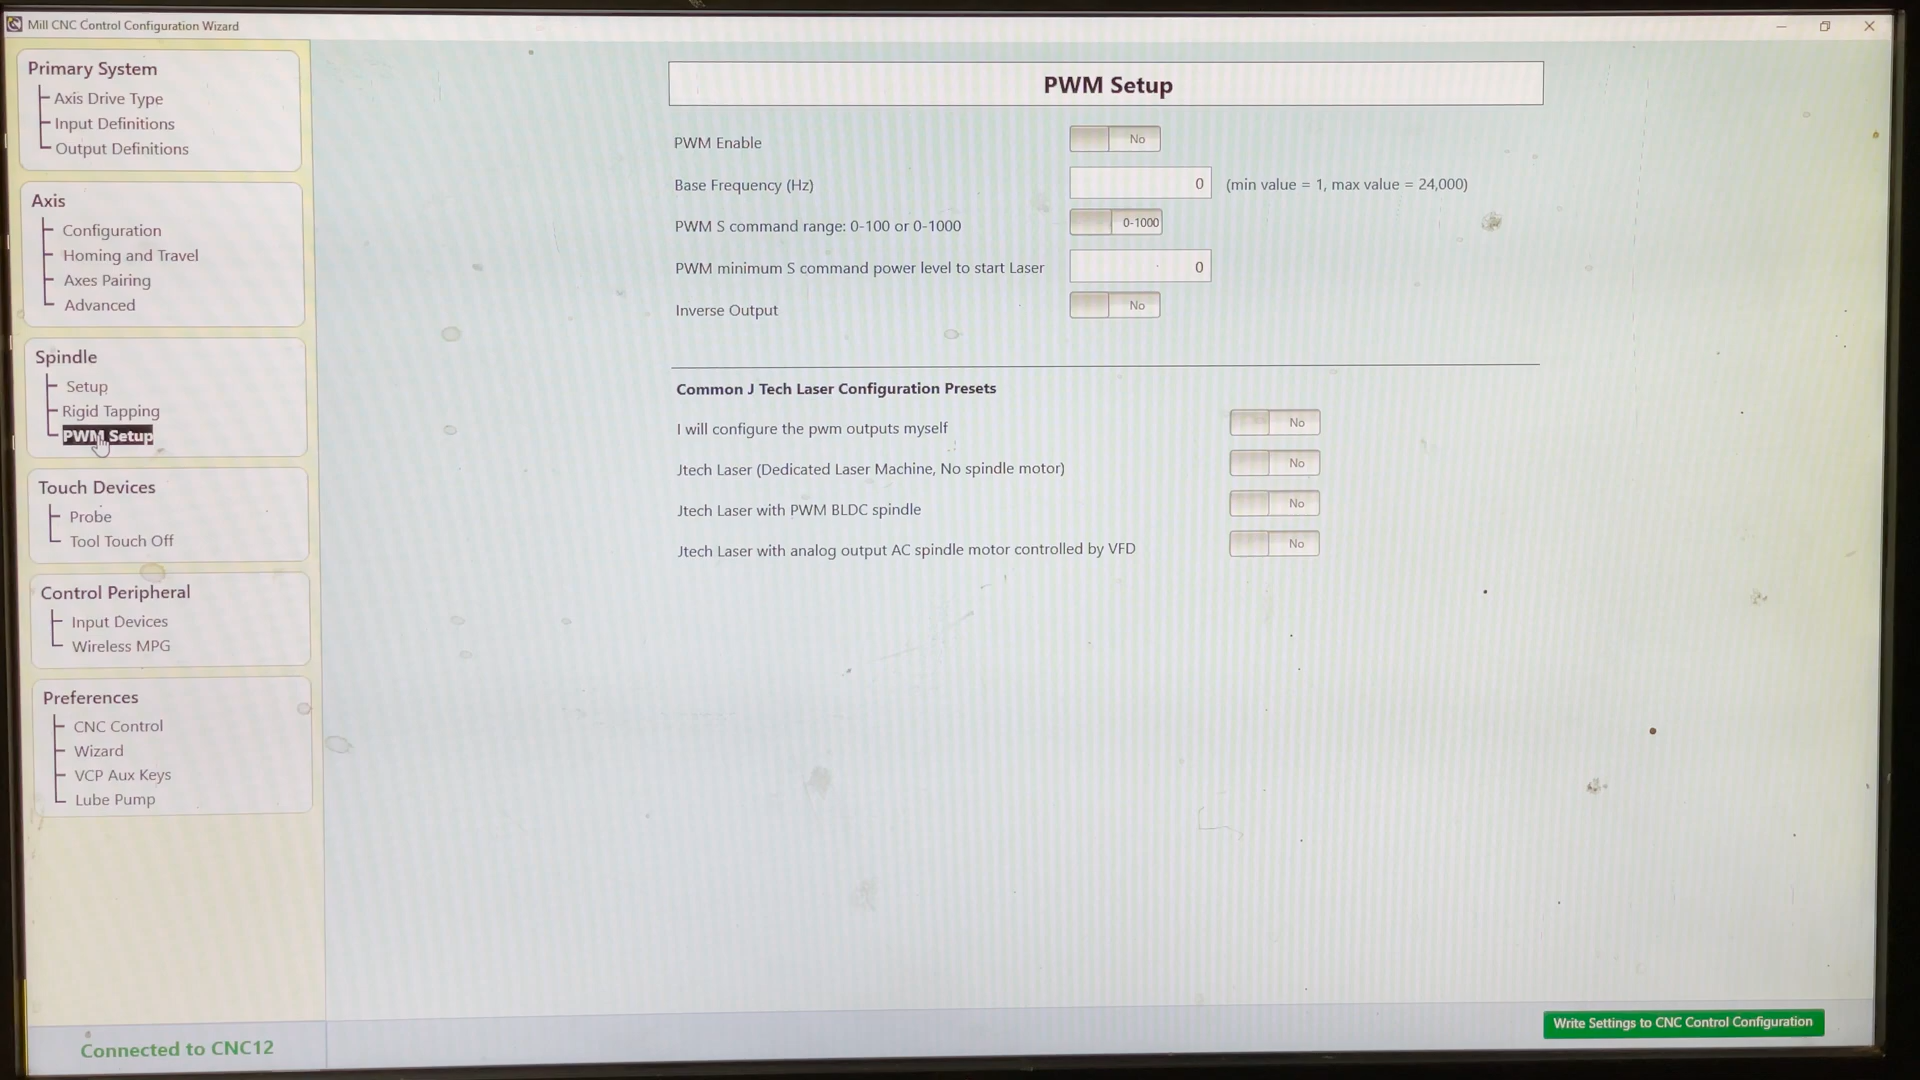 Mill CNC Control Configuration Wizard
Primary System
Axis Drive Type
Input Definitions
Output Definitions
Axis
Configuration
Homing and Travel
Axes Pairing
Advanced
Spindle
Setup
Rigid Tapping
PWM Setup
Touch Devices
Probe
Tool Touch Off
Control Peripheral
Input Devices
Wireless MPG
Preferences
CNC Control
Wizard
VCP Aux Keys
Lube Pump
Connected to CNC12
PWM Setup
PWM Enable No
Base Frequency (Hz) 0 (min value = 1, max value = 24,000)
PWM S command range: 0-100 or 0-1000 0-1000
PWM minimum S command power level to start Laser 0
Inverse Output No
Common J Tech Laser Configuration Presets
I will configure the pwm outputs myself No
Jtech Laser (Dedicated Laser Machine, No spindle motor) No
Jtech Laser with PWM BLDC spindle No
Jtech Laser with analog output AC spindle motor controlled by VFD No
Write Settings to CNC Control Configuration